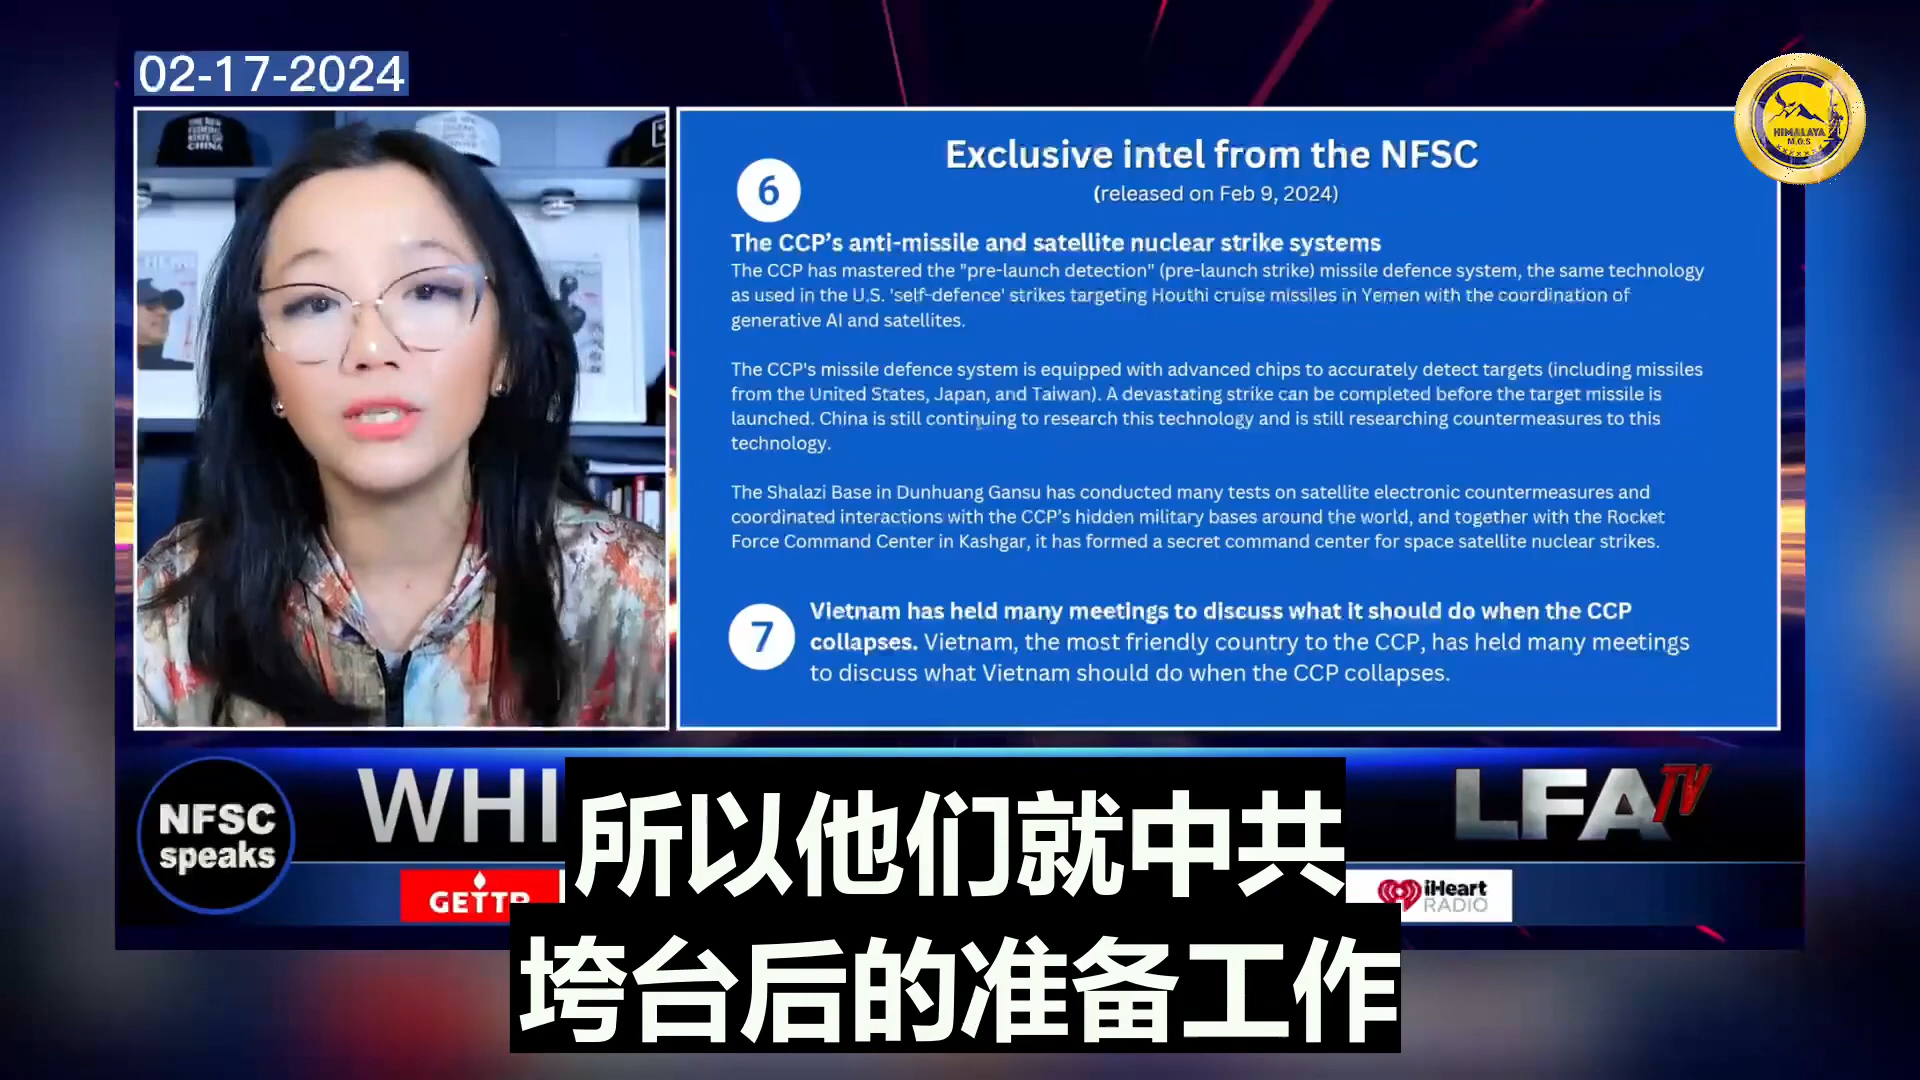 02-17-2024
THE NEW
FEDERAL
STATE OF
CHINA
HIMALAYA
M.O.S
Exclusive intel from the NFSC
(released on Feb 9, 2024)
6
The CCP's anti-missile and satellite nuclear strike systems
The CCP has mastered the "pre-launch detection" (pre-launch strike) missile defence system, the same technology
as used in the U.S. 'self-defence' strikes targeting Houthi cruise missiles in Yemen with the coordination of
generative AI and satellites.
The CCP's missile defence system is equipped with advanced chips to accurately detect targets (including missiles
from the United States, Japan, and Taiwan). A devastating strike can be completed before the target missile is
launched. China is still continuing to research this technology and is still researching countermeasures to this
technology.
The Shalazi Base in Dunhuang Gansu has conducted many tests on satellite electronic countermeasures and
coordinated interactions with the CCP's hidden military bases around the world, and together with the Rocket
Force Command Center in Kashgar, it has formed a secret command center for space satellite nuclear strikes.
7
Vietnam has held many meetings to discuss what it should do when the CCP
collapses. Vietnam, the most friendly country to the CCP, has held many meetings
to discuss what Vietnam should do when the CCP collapses.
NFSC
speaks
WHI
LFA TV
GETTR
iHeart
RADIO
所以他们就中共
垮台后的准备工作